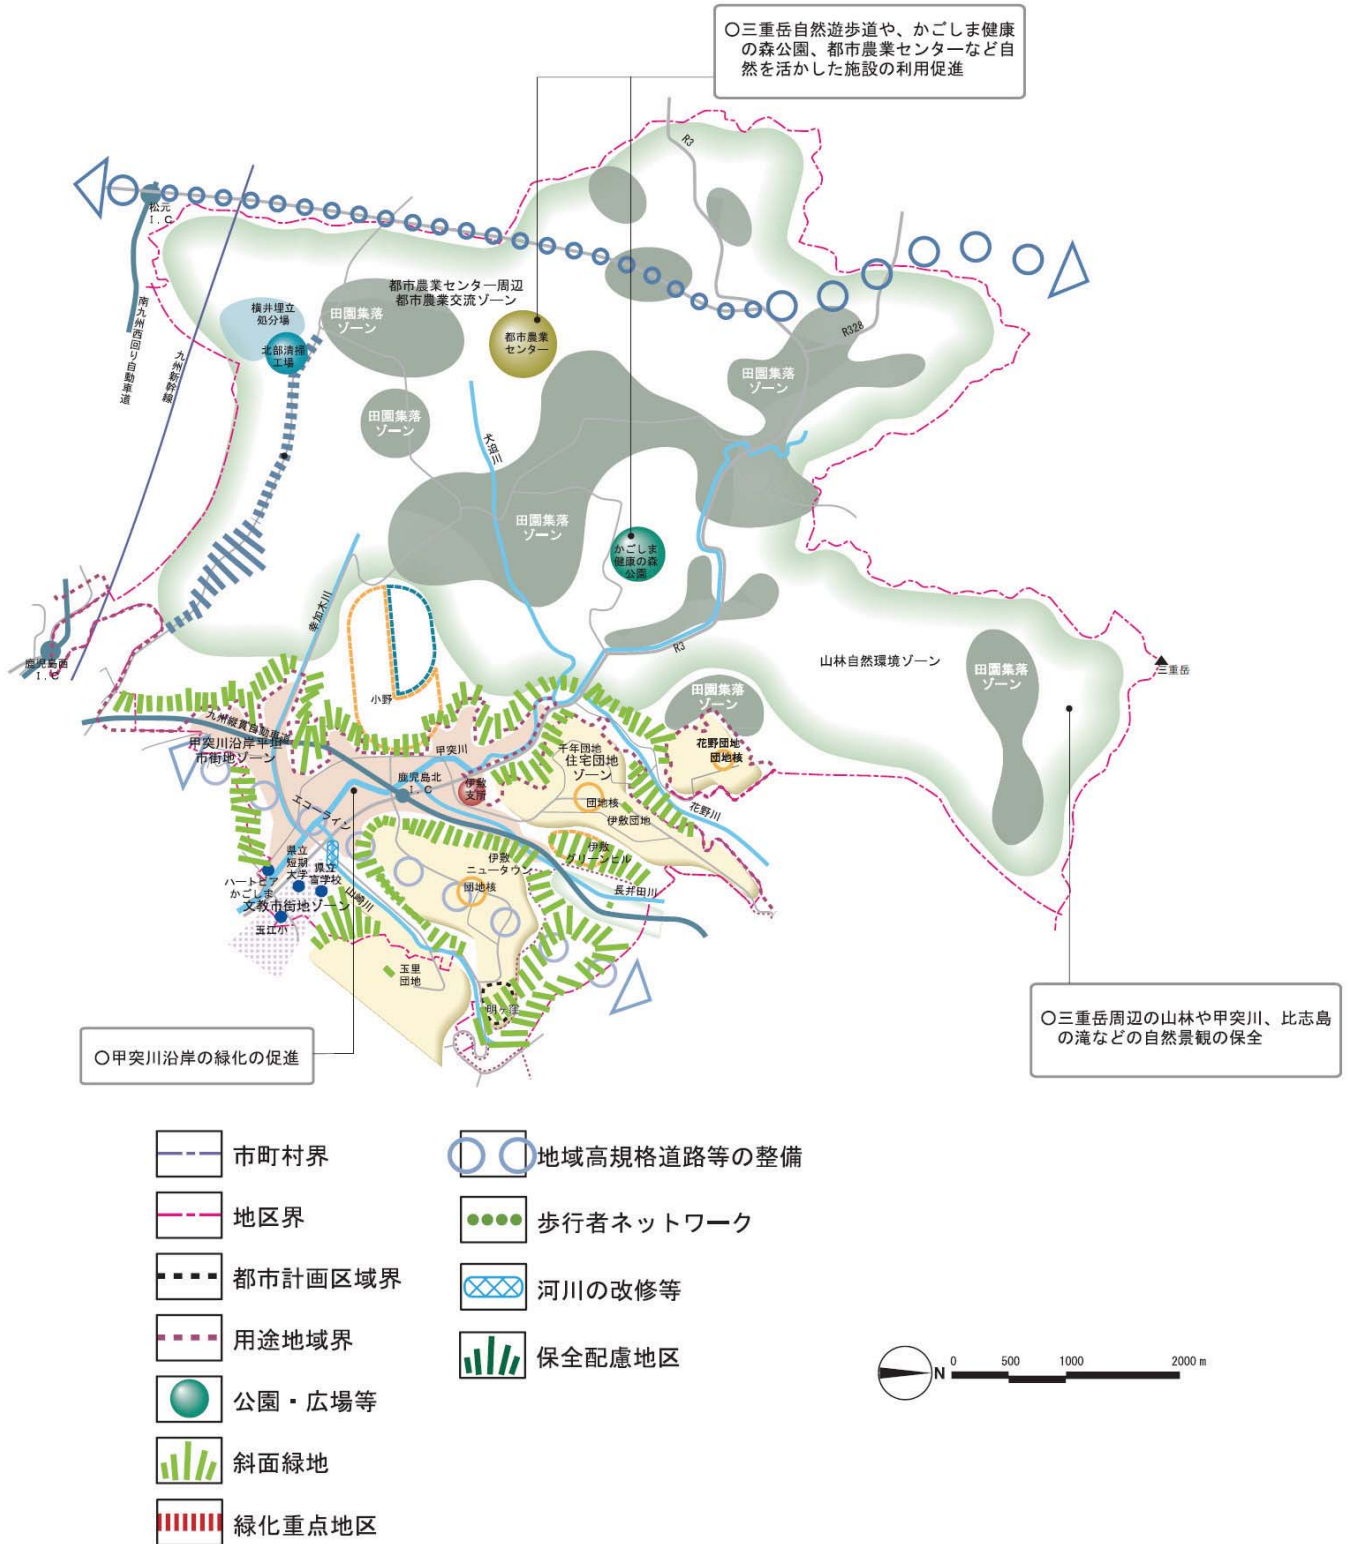 ○三重岳自然遊歩道や、かごしま健康
の森公園、都市農業センターなど自
然を活かした施設の利用促進
R3
松元
I.C
南九州西回り自動車道
九州新幹線
横井埋立
処分場
北部清掃
工場
都市農業センター周辺
都市農業交流ゾーン
田園集落
ゾーン
都市農業
センター
R328
田園集落
ゾーン
田園集落
ゾーン
犬迫川
田園集落
ゾーン
かごしま
健康の森
公園
幸加木川
鹿児島西
I.C
小野
R3
山林自然環境ゾーン
田園集落
ゾーン
三重岳
田園集落
ゾーン
九州縦貫自動車道
甲突川沿岸平坦
市街地ゾーン
甲突川
千年団地
住宅団地
ゾーン
花野団地
団地核
鹿児島北
I.C
伊敷
支所
団地核
伊敷団地
花野川
エコーライン
県立
短期
大学
県立
盲学校
ハートピア
かごしま
文教市街地ゾーン
玉江小
山崎川
伊敷
ニュータウン
団地核
伊敷
グリーンヒル
長井田川
玉里
団地
明ヶ窪
○甲突川沿岸の緑化の促進
○三重岳周辺の山林や甲突川、比志島
の滝などの自然景観の保全
市町村界
地区界
都市計画区域界
用途地域界
公園・広場等
斜面緑地
緑化重点地区
地域高規格道路等の整備
歩行者ネットワーク
河川の改修等
保全配慮地区
N
0 500 1000 2000 m